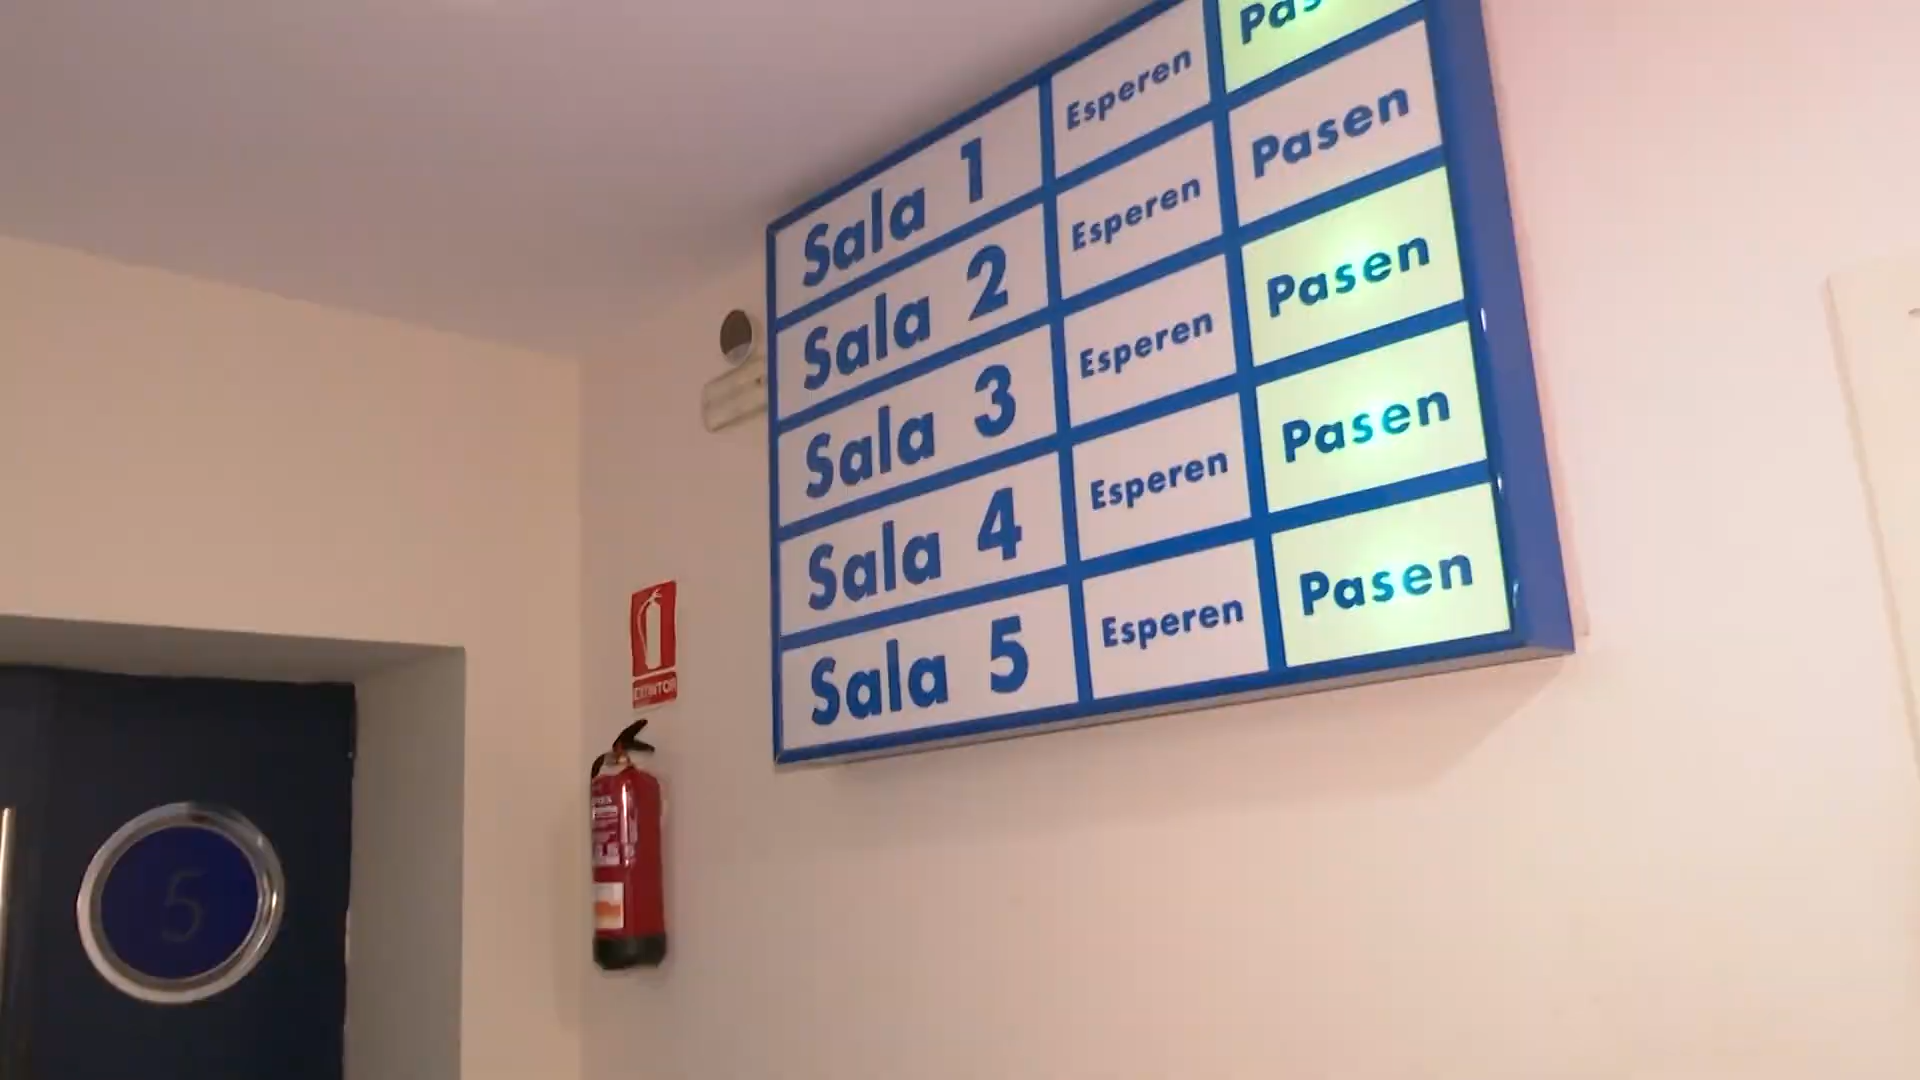 Sala 1 Esperen
Sala 2 Esperen Pasen
Sala 3 Esperen Pasen
Sala 4 Esperen Pasen
Sala 5 Esperen Pasen
EXTINTOR
5